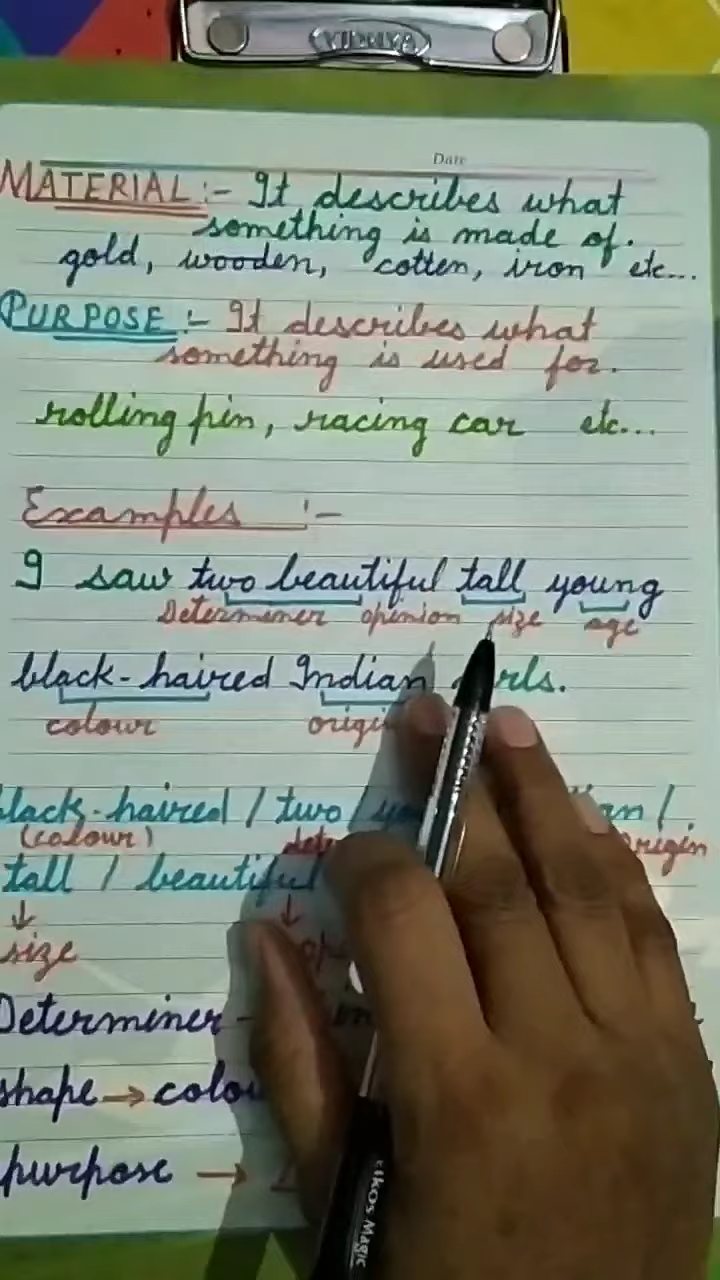 VIDHYA
Date
MATERIAL :- It describes what
something is made of.
gold, wooden, cotten, iron etc...
PURPOSE :- It describes what
something is used for.
rolling pin, racing car etc...
Examples :-
I saw two beautiful tall young
Determiner opinion size age
black-haired Indian
colour
black-haired / two /
(colour) origin
tall / beautiful
size
Determiner -
shape →
purpose →